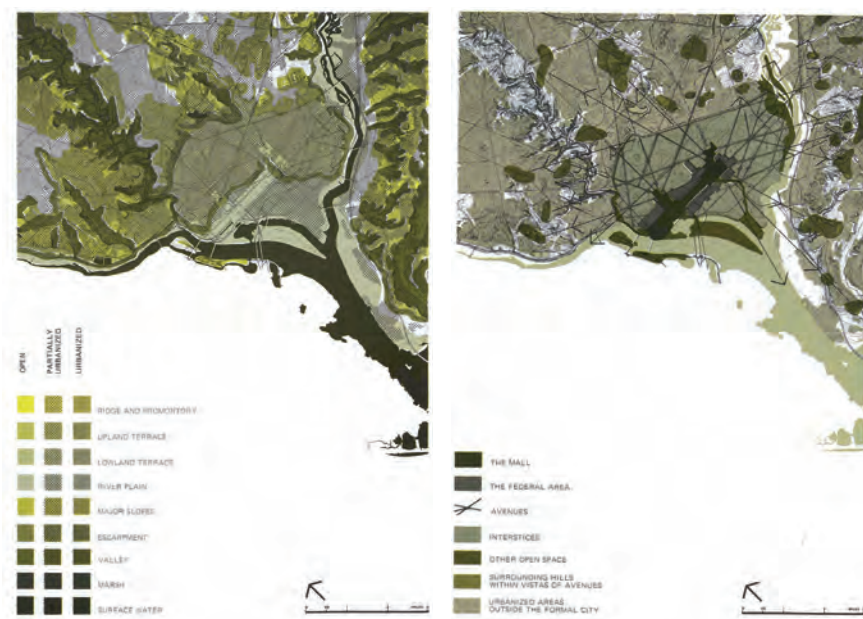 OPEN
PARTIALLY
URBANIZED
URBANIZED
RIDGE AND PROMONTORY
UPLAND TERRACE
LOWLAND TERRACE
RIVER PLAIN
MAJOR SLOPES
ESCARPMENT
VALLEY
MARSH
SURFACE WATER
THE MALL
THE FEDERAL AREA
AVENUES
INTERSTICES
OTHER OPEN SPACE
SURROUNDING HILLS
WITHIN VISTAS OF AVENUES
URBANIZED AREAS
OUTSIDE THE FORMAL CITY